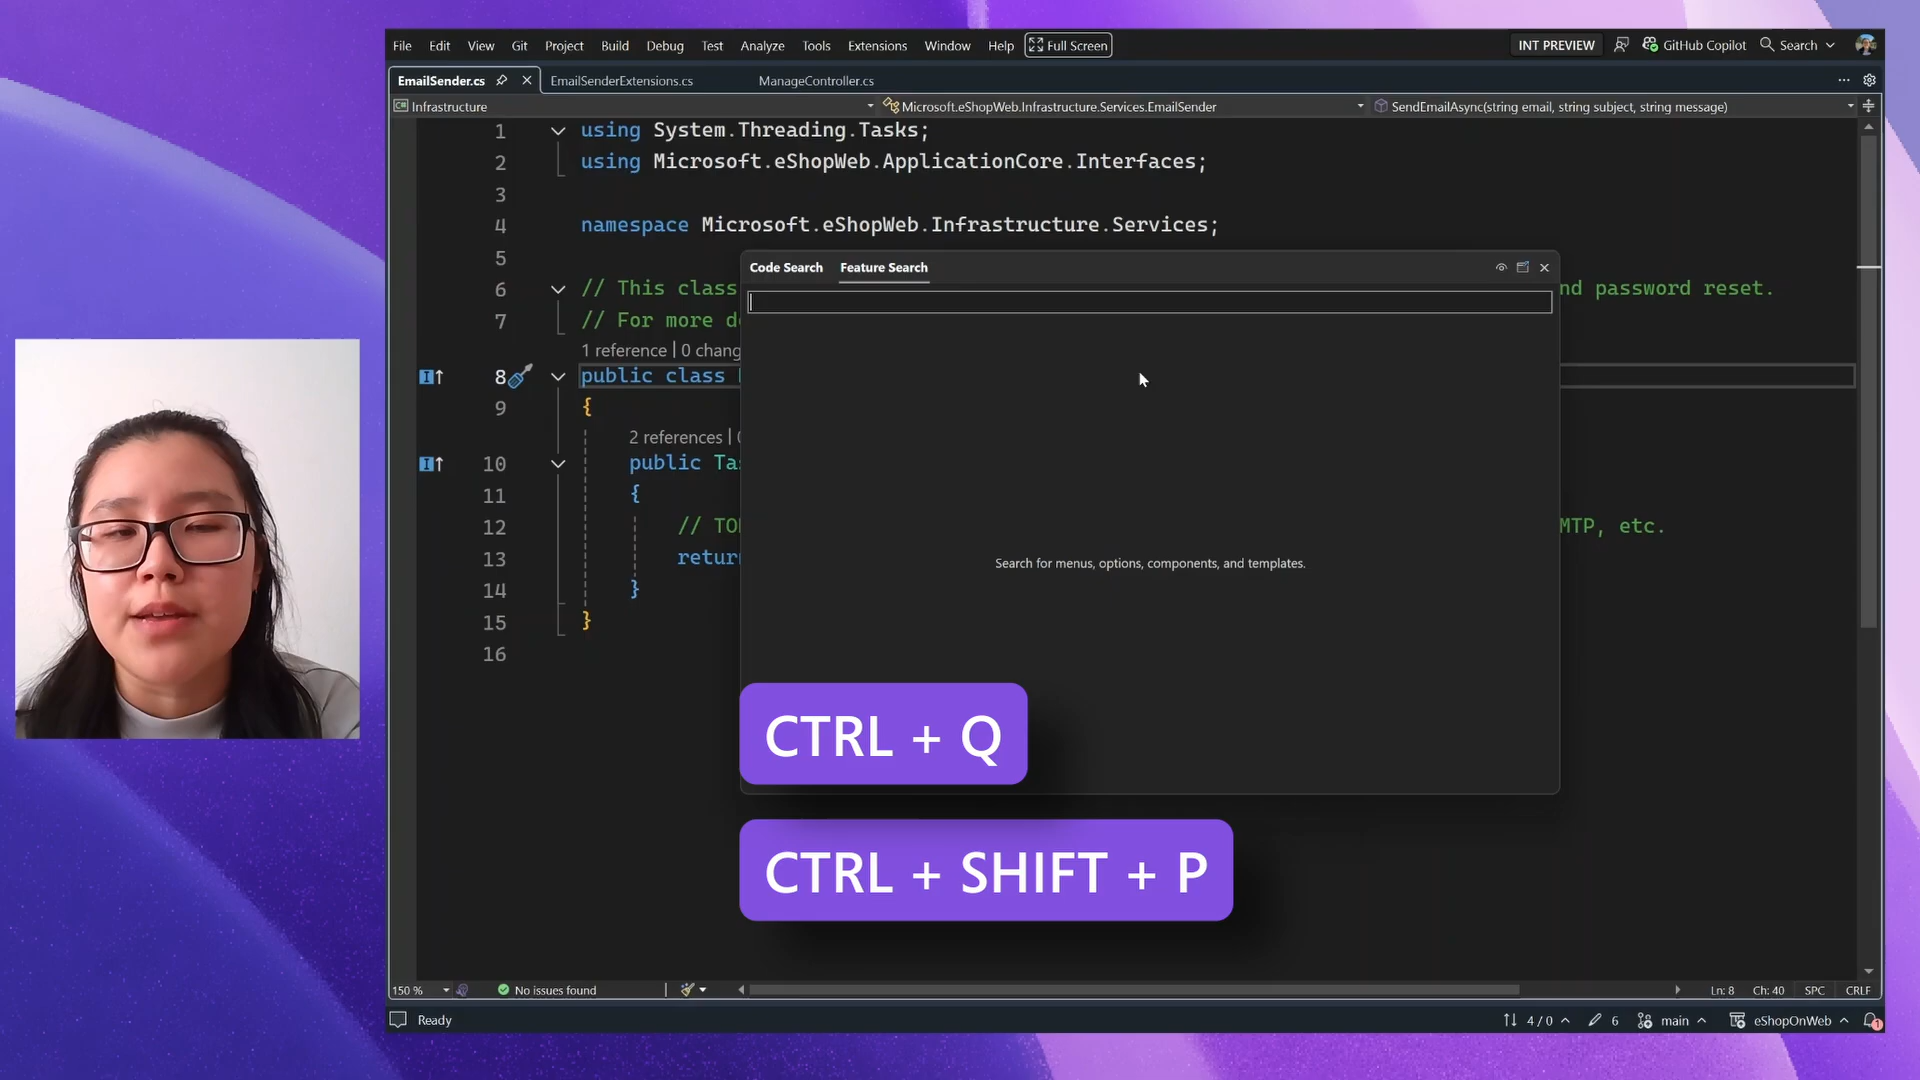 File Edit View Git Project Build Debug Test Analyze Tools Extensions Window Help Full Screen INT PREVIEW GitHub Copilot Search
EmailSender.cs EmailSenderExtensions.cs ManageController.cs
Infrastructure Microsoft.eShopWeb.Infrastructure.Services.EmailSender SendEmailAsync(string email, string subject, string message)
1 using System.Threading.Tasks;
2 using Microsoft.eShopWeb.ApplicationCore.Interfaces;
3
4 namespace Microsoft.eShopWeb.Infrastructure.Services;
5
Code Search Feature Search
6 // This class nd password reset.
7 // For more d
1 reference | 0 chang
8 public class
9 {
2 references |
10 public Ta
11 {
12 // TO MTP, etc.
13 retur
Search for menus, options, components, and templates.
14 }
15 }
16
CTRL + Q
CTRL + SHIFT + P
150 % No issues found Ln: 8 Ch: 40 SPC CRLF
Ready 4 / 0 6 main eShopOnWeb 1